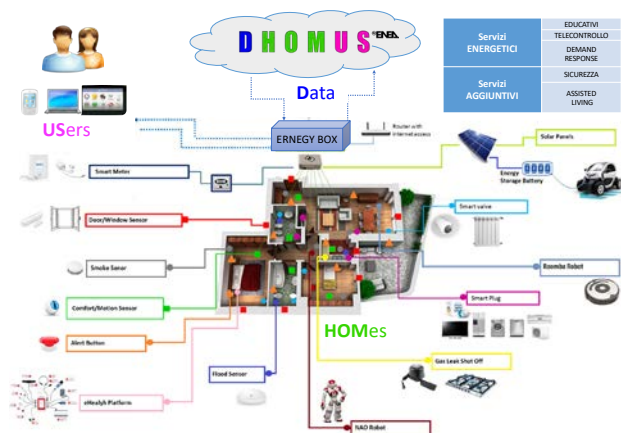 DHOMUS
ENEA
Data
USers
ERNEGY BOX
Router with
internet access
Servizi
ENERGETICI
EDUCATIVI
TELECONTROLLO
DEMAND
RESPONSE
Servizi
AGGIUNTIVI
SICUREZZA
ASSISTED
LIVING
Solar Panels
Energy
Storage Battery
Smart Meter
Door/Window Sensor
Smoke Sensor
Comfort/Motion Sensor
Alert Button
eHealth Platform
Flood Sensor
HOMes
Smart valve
Roomba Robot
Smart Plug
Gas Leak Shut Off
NAO Robot